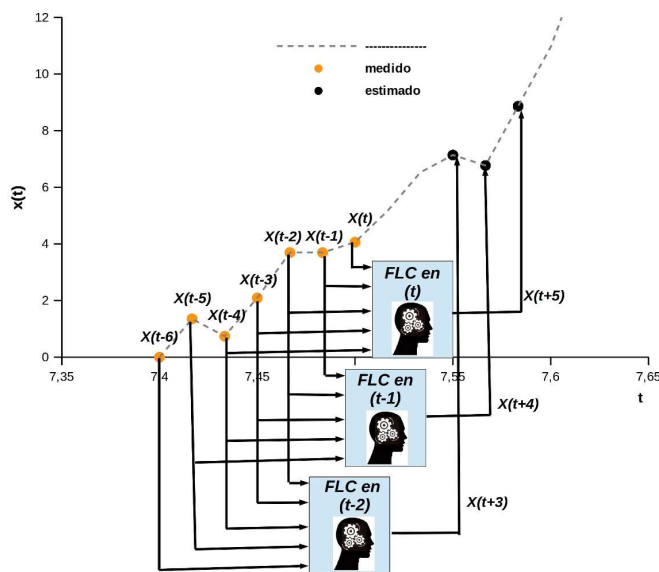 12
10
8
6
4
2
0
x(t)
medido
estimado
X(t-6)
X(t-5)
X(t-4)
X(t-3)
X(t-2)
X(t-1)
X(t)
FLC en
(t)
X(t+5)
7,35
7,4
7,45
7,55
7,6
7,65
t
FLC en
(t-1)
X(t+4)
FLC en
(t-2)
X(t+3)